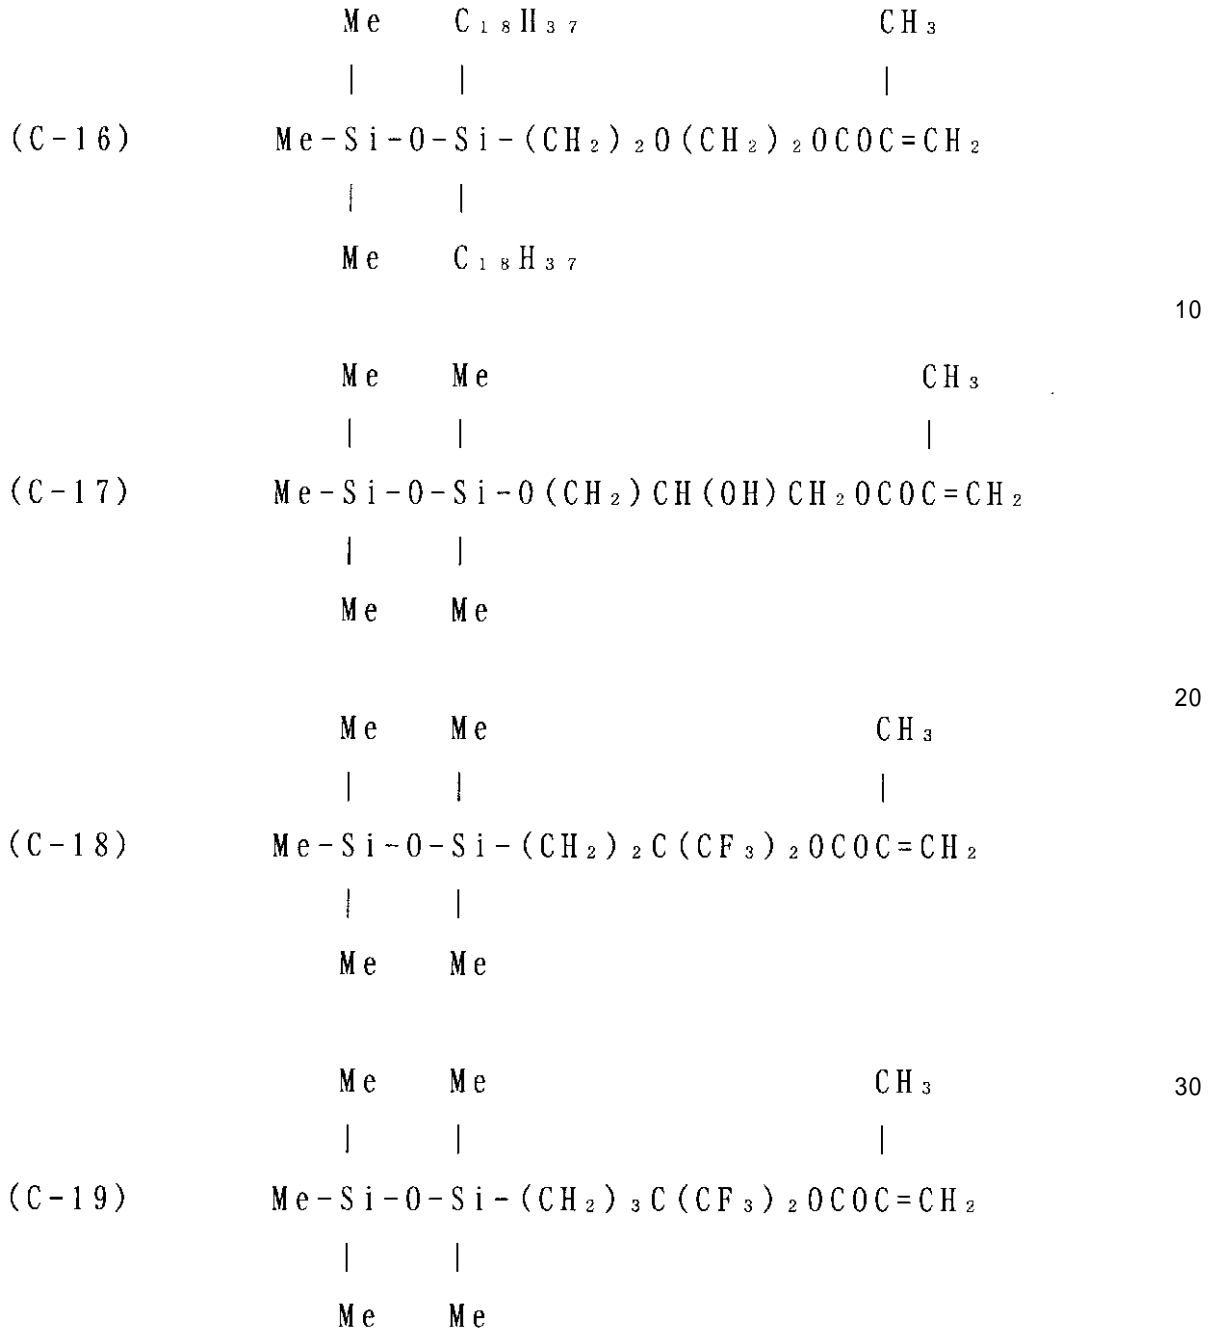 Me C₁₈H₃₇ CH₃
| | |
(C-16) Me-Si-O-Si-(CH₂)₂O(CH₂)₂OCOC=CH₂
| |
Me C₁₈H₃₇
10
Me Me CH₃
| | |
(C-17) Me-Si-O-Si-O(CH₂)CH(OH)CH₂OCOC=CH₂
| |
Me Me
20
Me Me CH₃
| | |
(C-18) Me-Si-O-Si-(CH₂)₂C(CF₃)₂OCOC=CH₂
| |
Me Me
Me Me CH₃ 30
| | |
(C-19) Me-Si-O-Si-(CH₂)₃C(CF₃)₂OCOC=CH₂
| |
Me Me